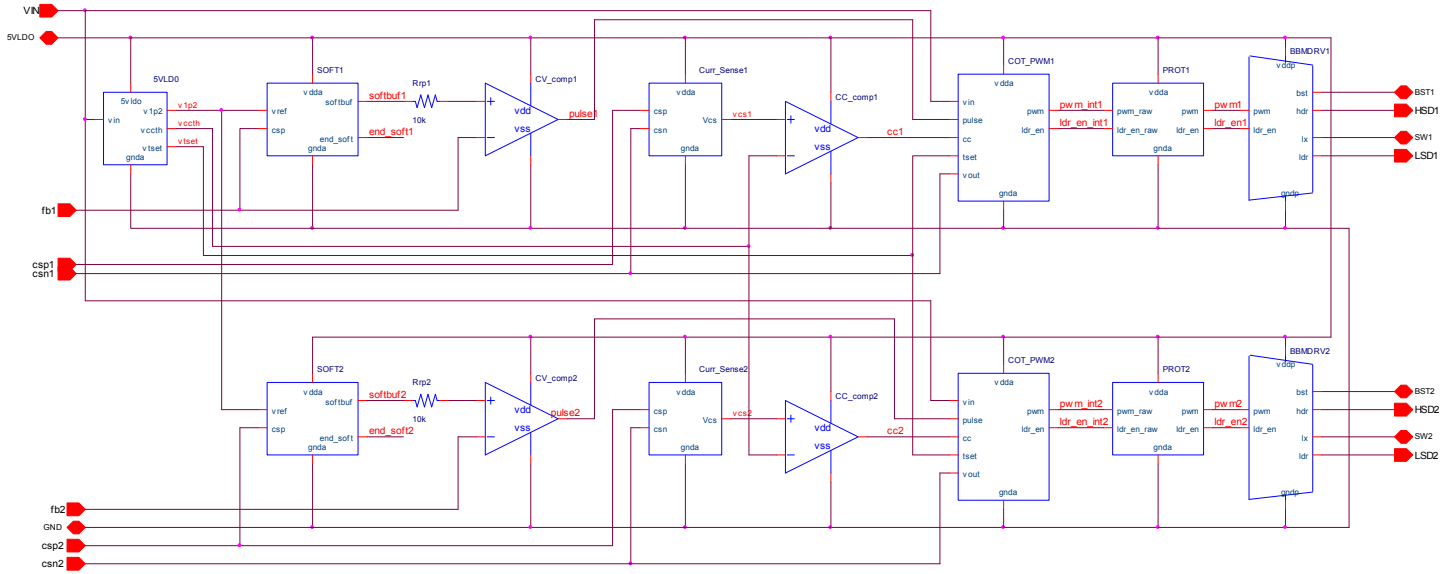 VIN
5VLDO
5VLD0
5vldo
vin
v1p2
vccth
vtset
gnda
v1p2
vccth
vtset
SOFT1
vdda
softbuf
vref
csp
end_soft
gnda
softbuf1
end_soft1
Rrp1
10k
CV_comp1
vdd
vss
pulse1
Curr_Sense1
vdda
csp
csn
Vcs
gnda
vcs1
CC_comp1
vdd
vss
cc1
COT_PWM1
vdda
vin
pulse
cc
tset
vout
pwm
ldr_en
gnda
pwm_int1
ldr_en_int1
PROT1
vdda
pwm_raw
ldr_en_raw
pwm
ldr_en
gnda
pwm1
ldr_en1
BBMDRV1
vddp
bst
hdr
pwm
ldr_en
lx
ldr
gndp
BST1
HSD1
SW1
LSD1
fb1
csp1
csn1
SOFT2
vdda
softbuf
vref
csp
end_soft
gnda
softbuf2
end_soft2
Rrp2
10k
CV_comp2
vdd
vss
pulse2
Curr_Sense2
vdda
csp
csn
Vcs
gnda
vcs2
CC_comp2
vdd
vss
cc2
COT_PWM2
vdda
vin
pulse
cc
tset
vout
pwm
ldr_en
gnda
pwm_int2
ldr_en_int2
PROT2
vdda
pwm_raw
ldr_en_raw
pwm
ldr_en
gnda
pwm2
ldr_en2
BBMDRV2
vddp
bst
hdr
pwm
ldr_en
lx
ldr
gndp
BST2
HSD2
SW2
LSD2
fb2
GND
csp2
csn2